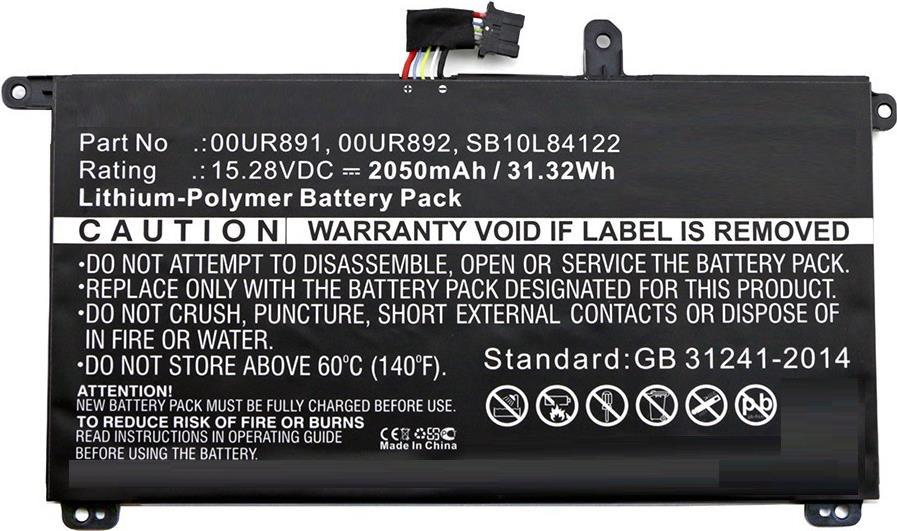 Part No .:00UR891, 00UR892, SB10L84122
Rating .:15.28VDC ⎓ 2050mAh / 31.32Wh
Lithium-Polymer Battery Pack
CAUTION WARRANTY VOID IF LABEL IS REMOVED
•DO NOT ATTEMPT TO DISASSEMBLE, OPEN OR SERVICE THE BATTERY PACK.
•REPLACE ONLY WITH THE BATTERY PACK DESIGNATED FOR THIS PRODUCT.
•DO NOT CRUSH, PUNCTURE, SHORT EXTERNAL CONTACTS OR DISPOSE OF
IN FIRE OR WATER.
•DO NOT STORE ABOVE 60°C (140°F).
Standard:GB 31241-2014
ATTENTION!
NEW BATTERY PACK MUST BE FULLY CHARGED BEFORE USE.
TO REDUCE RISK OF FIRE OR BURNS
READ INSTRUCTIONS IN OPERATING GUIDE
BEFORE USING THE BATTERY.
CE
Made In China
pb